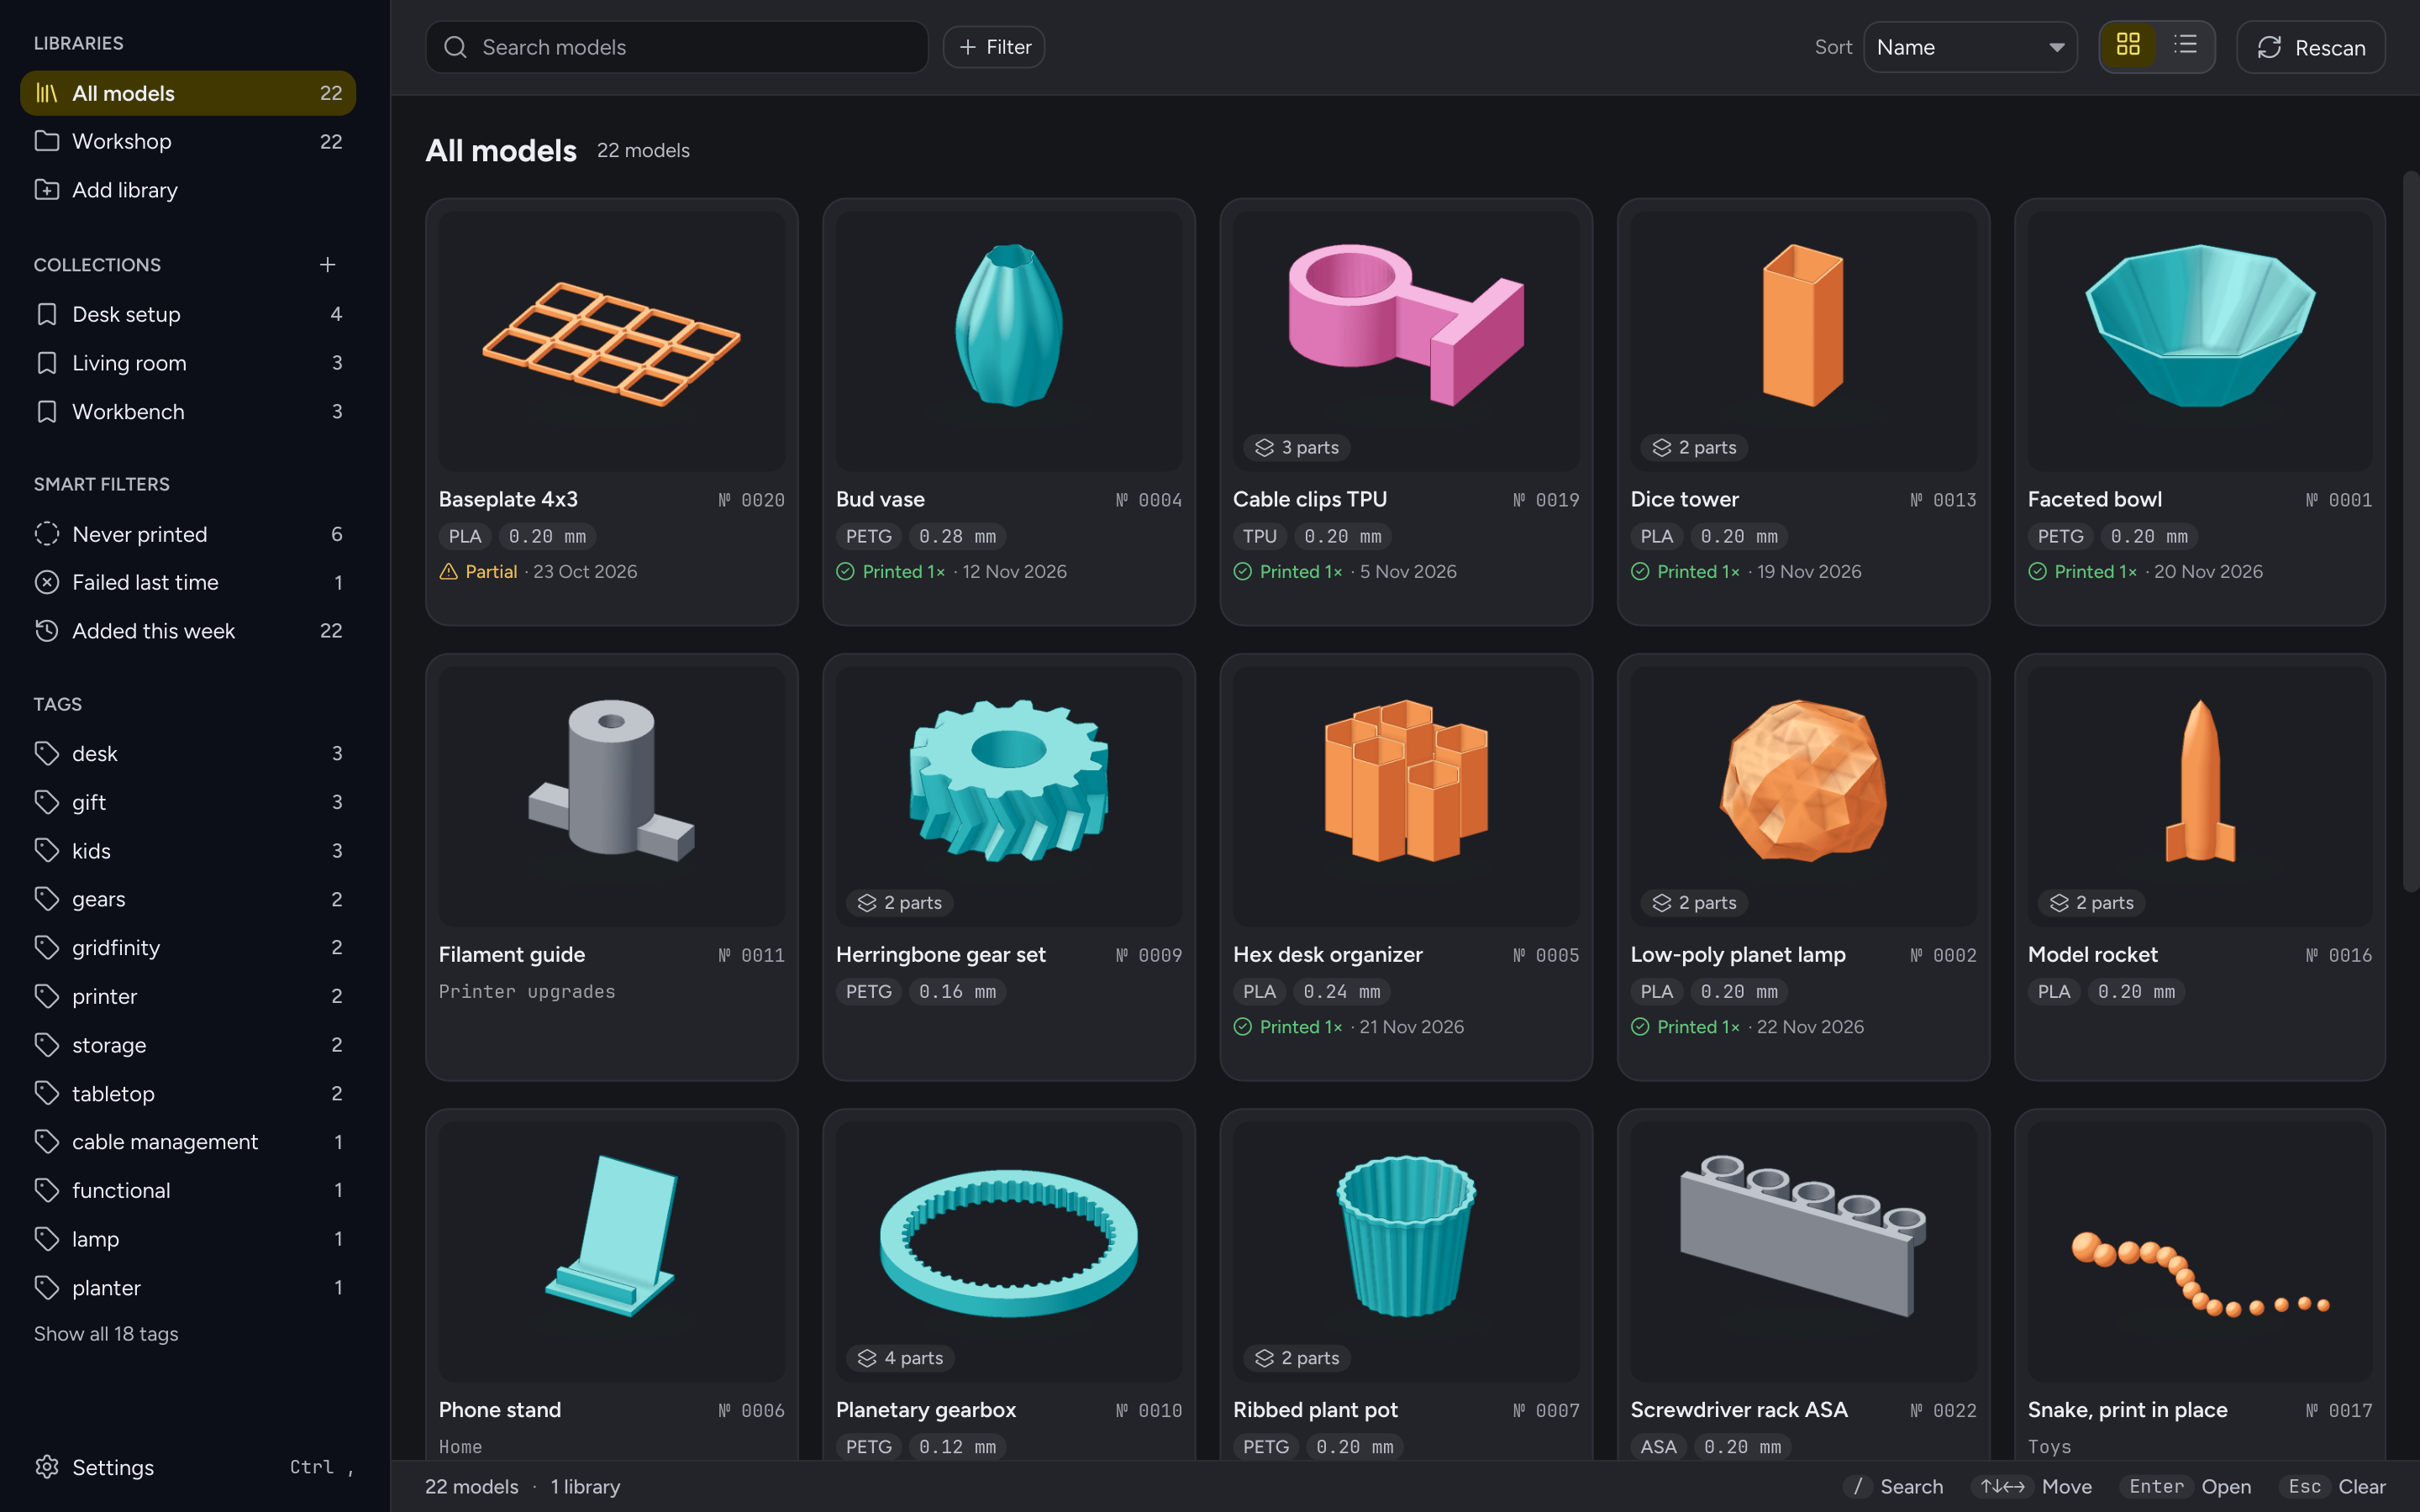 LIBRARIES
All models 22
Workshop 22
Add library
COLLECTIONS
Desk setup 4
Living room 3
Workbench 3
SMART FILTERS
Never printed 6
Failed last time 1
Added this week 22
TAGS
desk 3
gift 3
kids 3
gears 2
gridfinity 2
printer 2
storage 2
tabletop 2
cable management 1
functional 1
lamp 1
planter 1
Show all 18 tags
Settings Ctrl ,
Search models
Filter
Sort Name
Rescan
All models 22 models
Baseplate 4x3 № 0020
PLA 0.20 mm
Partial · 23 Oct 2026
Bud vase № 0004
PETG 0.28 mm
Printed 1× · 12 Nov 2026
3 parts
Cable clips TPU № 0019
TPU 0.20 mm
Printed 1× · 5 Nov 2026
2 parts
Dice tower № 0013
PLA 0.20 mm
Printed 1× · 19 Nov 2026
Faceted bowl № 0001
PETG 0.20 mm
Printed 1× · 20 Nov 2026
Filament guide № 0011
Printer upgrades
2 parts
Herringbone gear set № 0009
PETG 0.16 mm
Hex desk organizer № 0005
PLA 0.24 mm
Printed 1× · 21 Nov 2026
2 parts
Low-poly planet lamp № 0002
PLA 0.20 mm
Printed 1× · 22 Nov 2026
2 parts
Model rocket № 0016
PLA 0.20 mm
Phone stand № 0006
Home
4 parts
Planetary gearbox № 0010
PETG 0.12 mm
2 parts
Ribbed plant pot № 0007
PETG 0.20 mm
Screwdriver rack ASA № 0022
ASA 0.20 mm
Snake, print in place № 0017
Toys
22 models · 1 library
/ Search ↑↓←→ Move Enter Open Esc Clear